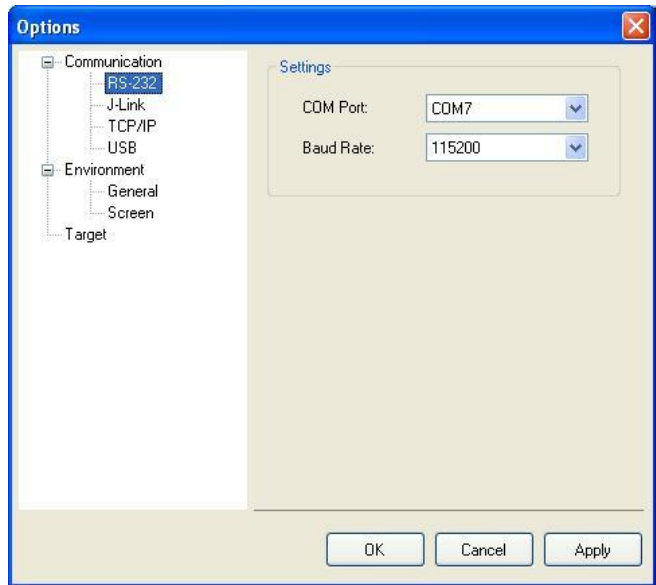 Options
Communication
RS-232
J-Link
TCP/IP
USB
Environment
General
Screen
Target
Settings
COM Port: COM7
Baud Rate: 115200
OK Cancel Apply